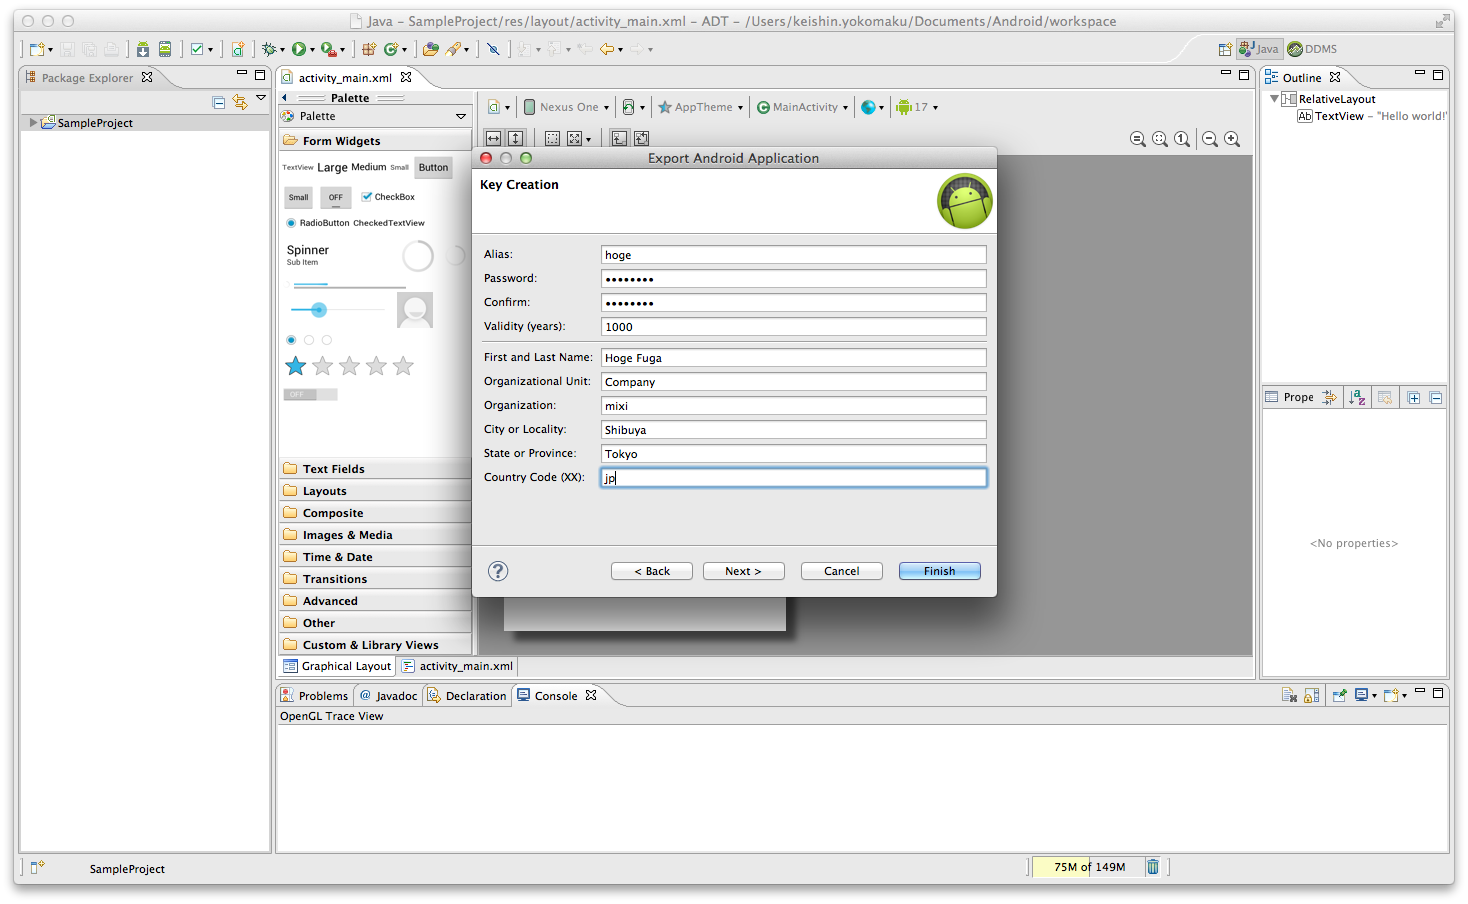 Java – SampleProject/res/layout/activity_main.xml – ADT – /Users/keishin.yokomaku/Documents/Android/workspace
Java
DDMS
Package Explorer
SampleProject
activity_main.xml
Palette
Palette
Form Widgets
TextView Large Medium Small Button
Small OFF CheckBox
RadioButton CheckedTextView
Spinner
Sub Item
OFF
Text Fields
Layouts
Composite
Images & Media
Time & Date
Transitions
Advanced
Other
Custom & Library Views
Graphical Layout
activity_main.xml
Nexus One
AppTheme
MainActivity
17
Export Android Application
Key Creation
Alias: hoge
Password: ••••••••
Confirm: ••••••••
Validity (years): 1000
First and Last Name: Hoge Fuga
Organizational Unit: Company
Organization: mixi
City or Locality: Shibuya
State or Province: Tokyo
Country Code (XX): jp
< Back
Next >
Cancel
Finish
Outline
RelativeLayout
Ab TextView – "Hello world!"
Prope
<No properties>
Problems
@ Javadoc
Declaration
Console
OpenGL Trace View
SampleProject
75M of 149M